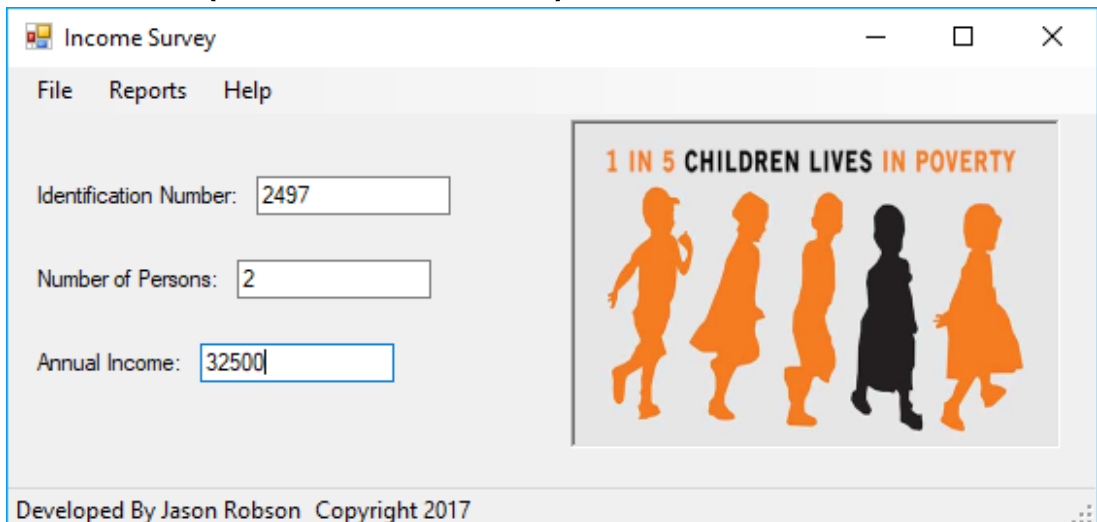 Income Survey
File Reports Help
1 IN 5 CHILDREN LIVES IN POVERTY
Identification Number: 2497
Number of Persons: 2
Annual Income: 32500
Developed By Jason Robson Copyright 2017